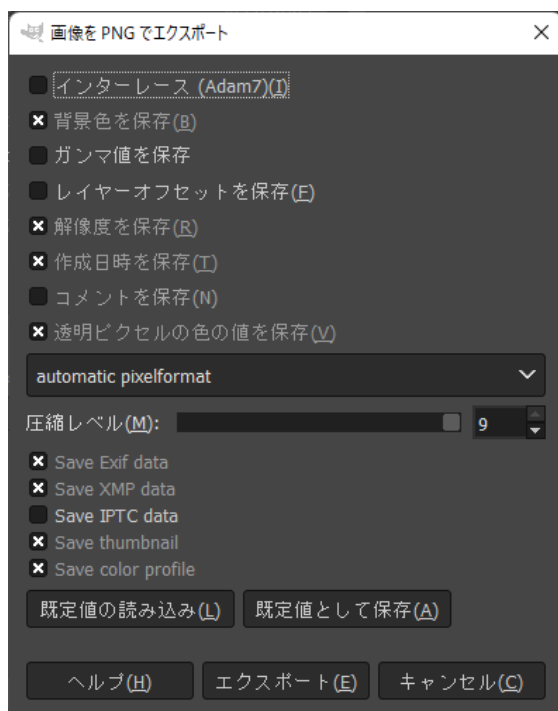 画像を PNG でエクスポート
インターレース (Adam7)(I)
背景色を保存(B)
ガンマ値を保存
レイヤーオフセットを保存(F)
解像度を保存(R)
作成日時を保存(T)
コメントを保存(N)
透明ピクセルの色の値を保存(V)
automatic pixelformat
圧縮レベル(M): 9
Save Exif data
Save XMP data
Save IPTC data
Save thumbnail
Save color profile
既定値の読み込み(L) 既定値として保存(A)
ヘルプ(H) エクスポート(E) キャンセル(C)